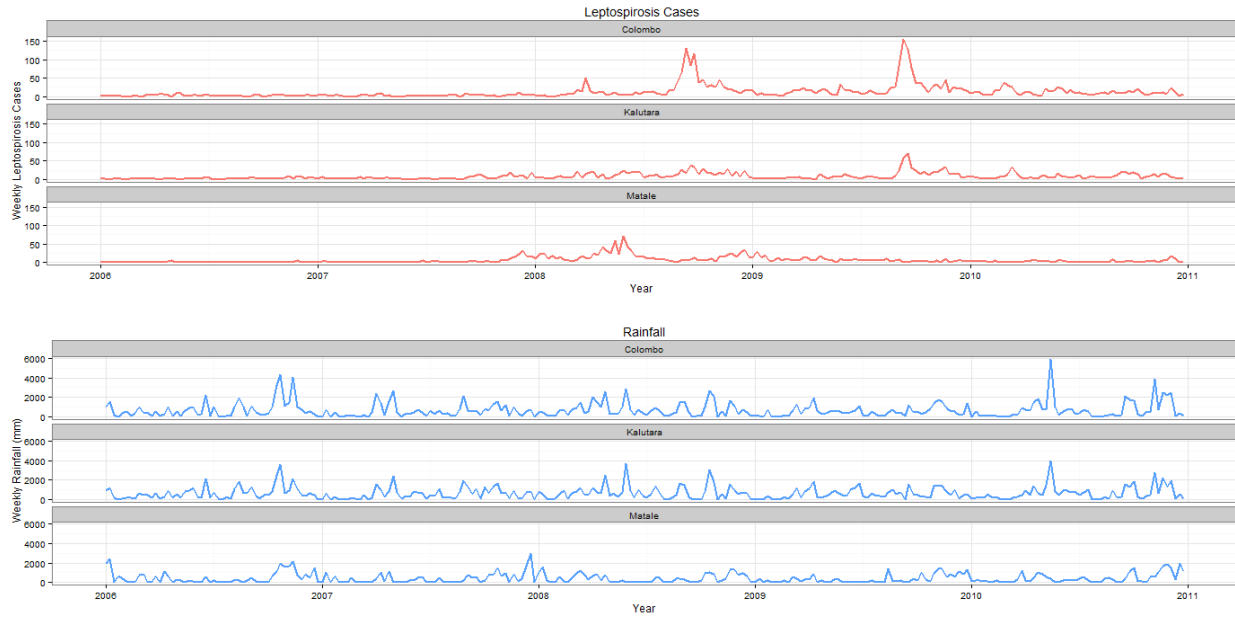 Leptospirosis Cases
Colombo
150
100
50
0
Kalutara
150
100
50
0
Matale
150
100
50
0
Weekly Leptospirosis Cases
2006 2007 2008 2009 2010 2011
Year
Rainfall
Colombo
6000
4000
2000
0
Kalutara
6000
4000
2000
0
Matale
6000
4000
2000
0
Weekly Rainfall (mm)
2006 2007 2008 2009 2010 2011
Year